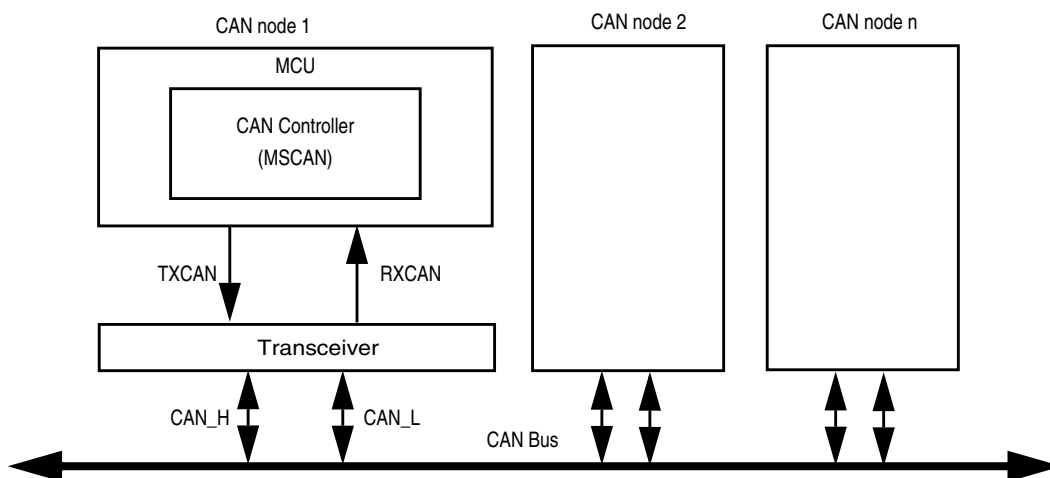 CAN node 1
CAN node 2
CAN node n
MCU
CAN Controller
(MSCAN)
TXCAN
RXCAN
Transceiver
CAN_H
CAN_L
CAN Bus